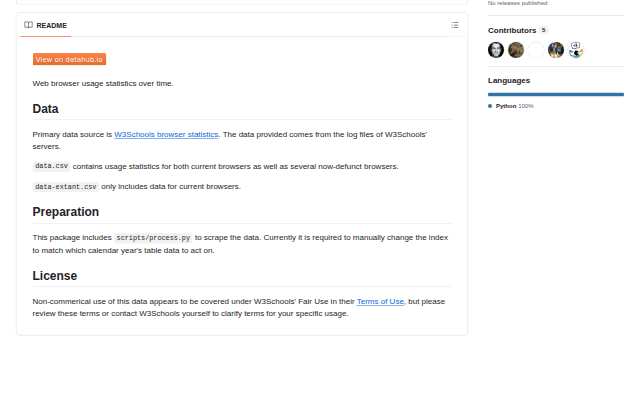 No releases published
README
View on datahub.io
Web browser usage statistics over time.
Data
Primary data source is W3Schools browser statistics. The data provided comes from the log files of W3Schools'
servers.
data.csv contains usage statistics for both current browsers as well as several now-defunct browsers.
data-extant.csv only includes data for current browsers.
Preparation
This package includes scripts/process.py to scrape the data. Currently it is required to manually change the index
to match which calendar year's table data to act on.
License
Non-commerical use of this data appears to be covered under W3Schools' Fair Use in their Terms of Use, but please
review these terms or contact W3Schools yourself to clarify terms for your specific usage.
Contributors 5
Languages
Python 100%